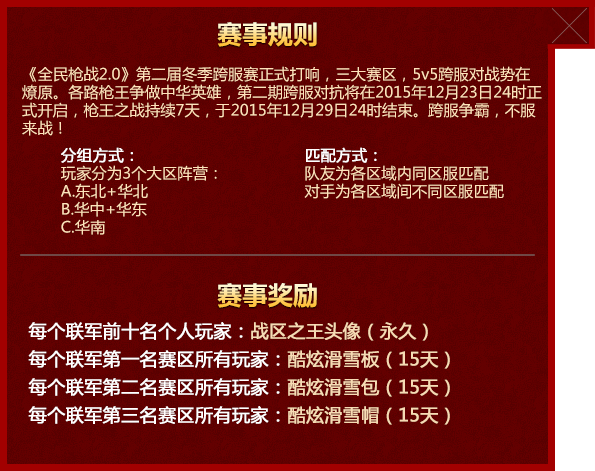 赛事规则
《全民枪战2.0》第二届冬季跨服赛正式打响，三大赛区，5v5跨服对战势在
燎原。各路枪王争做中华英雄，第二期跨服对抗将在2015年12月23日24时正
式开启，枪王之战持续7天，于2015年12月29日24时结束。跨服争霸，不服
来战！
分组方式：
玩家分为3个大区阵营：
A.东北+华北
B.华中+华东
C.华南
匹配方式：
队友为各区域内同区服匹配
对手为各区域间不同区服匹配
赛事奖励
每个联军前十名个人玩家：战区之王头像（永久）
每个联军第一名赛区所有玩家：酷炫滑雪板（15天）
每个联军第二名赛区所有玩家：酷炫滑雪包（15天）
每个联军第三名赛区所有玩家：酷炫滑雪帽（15天）